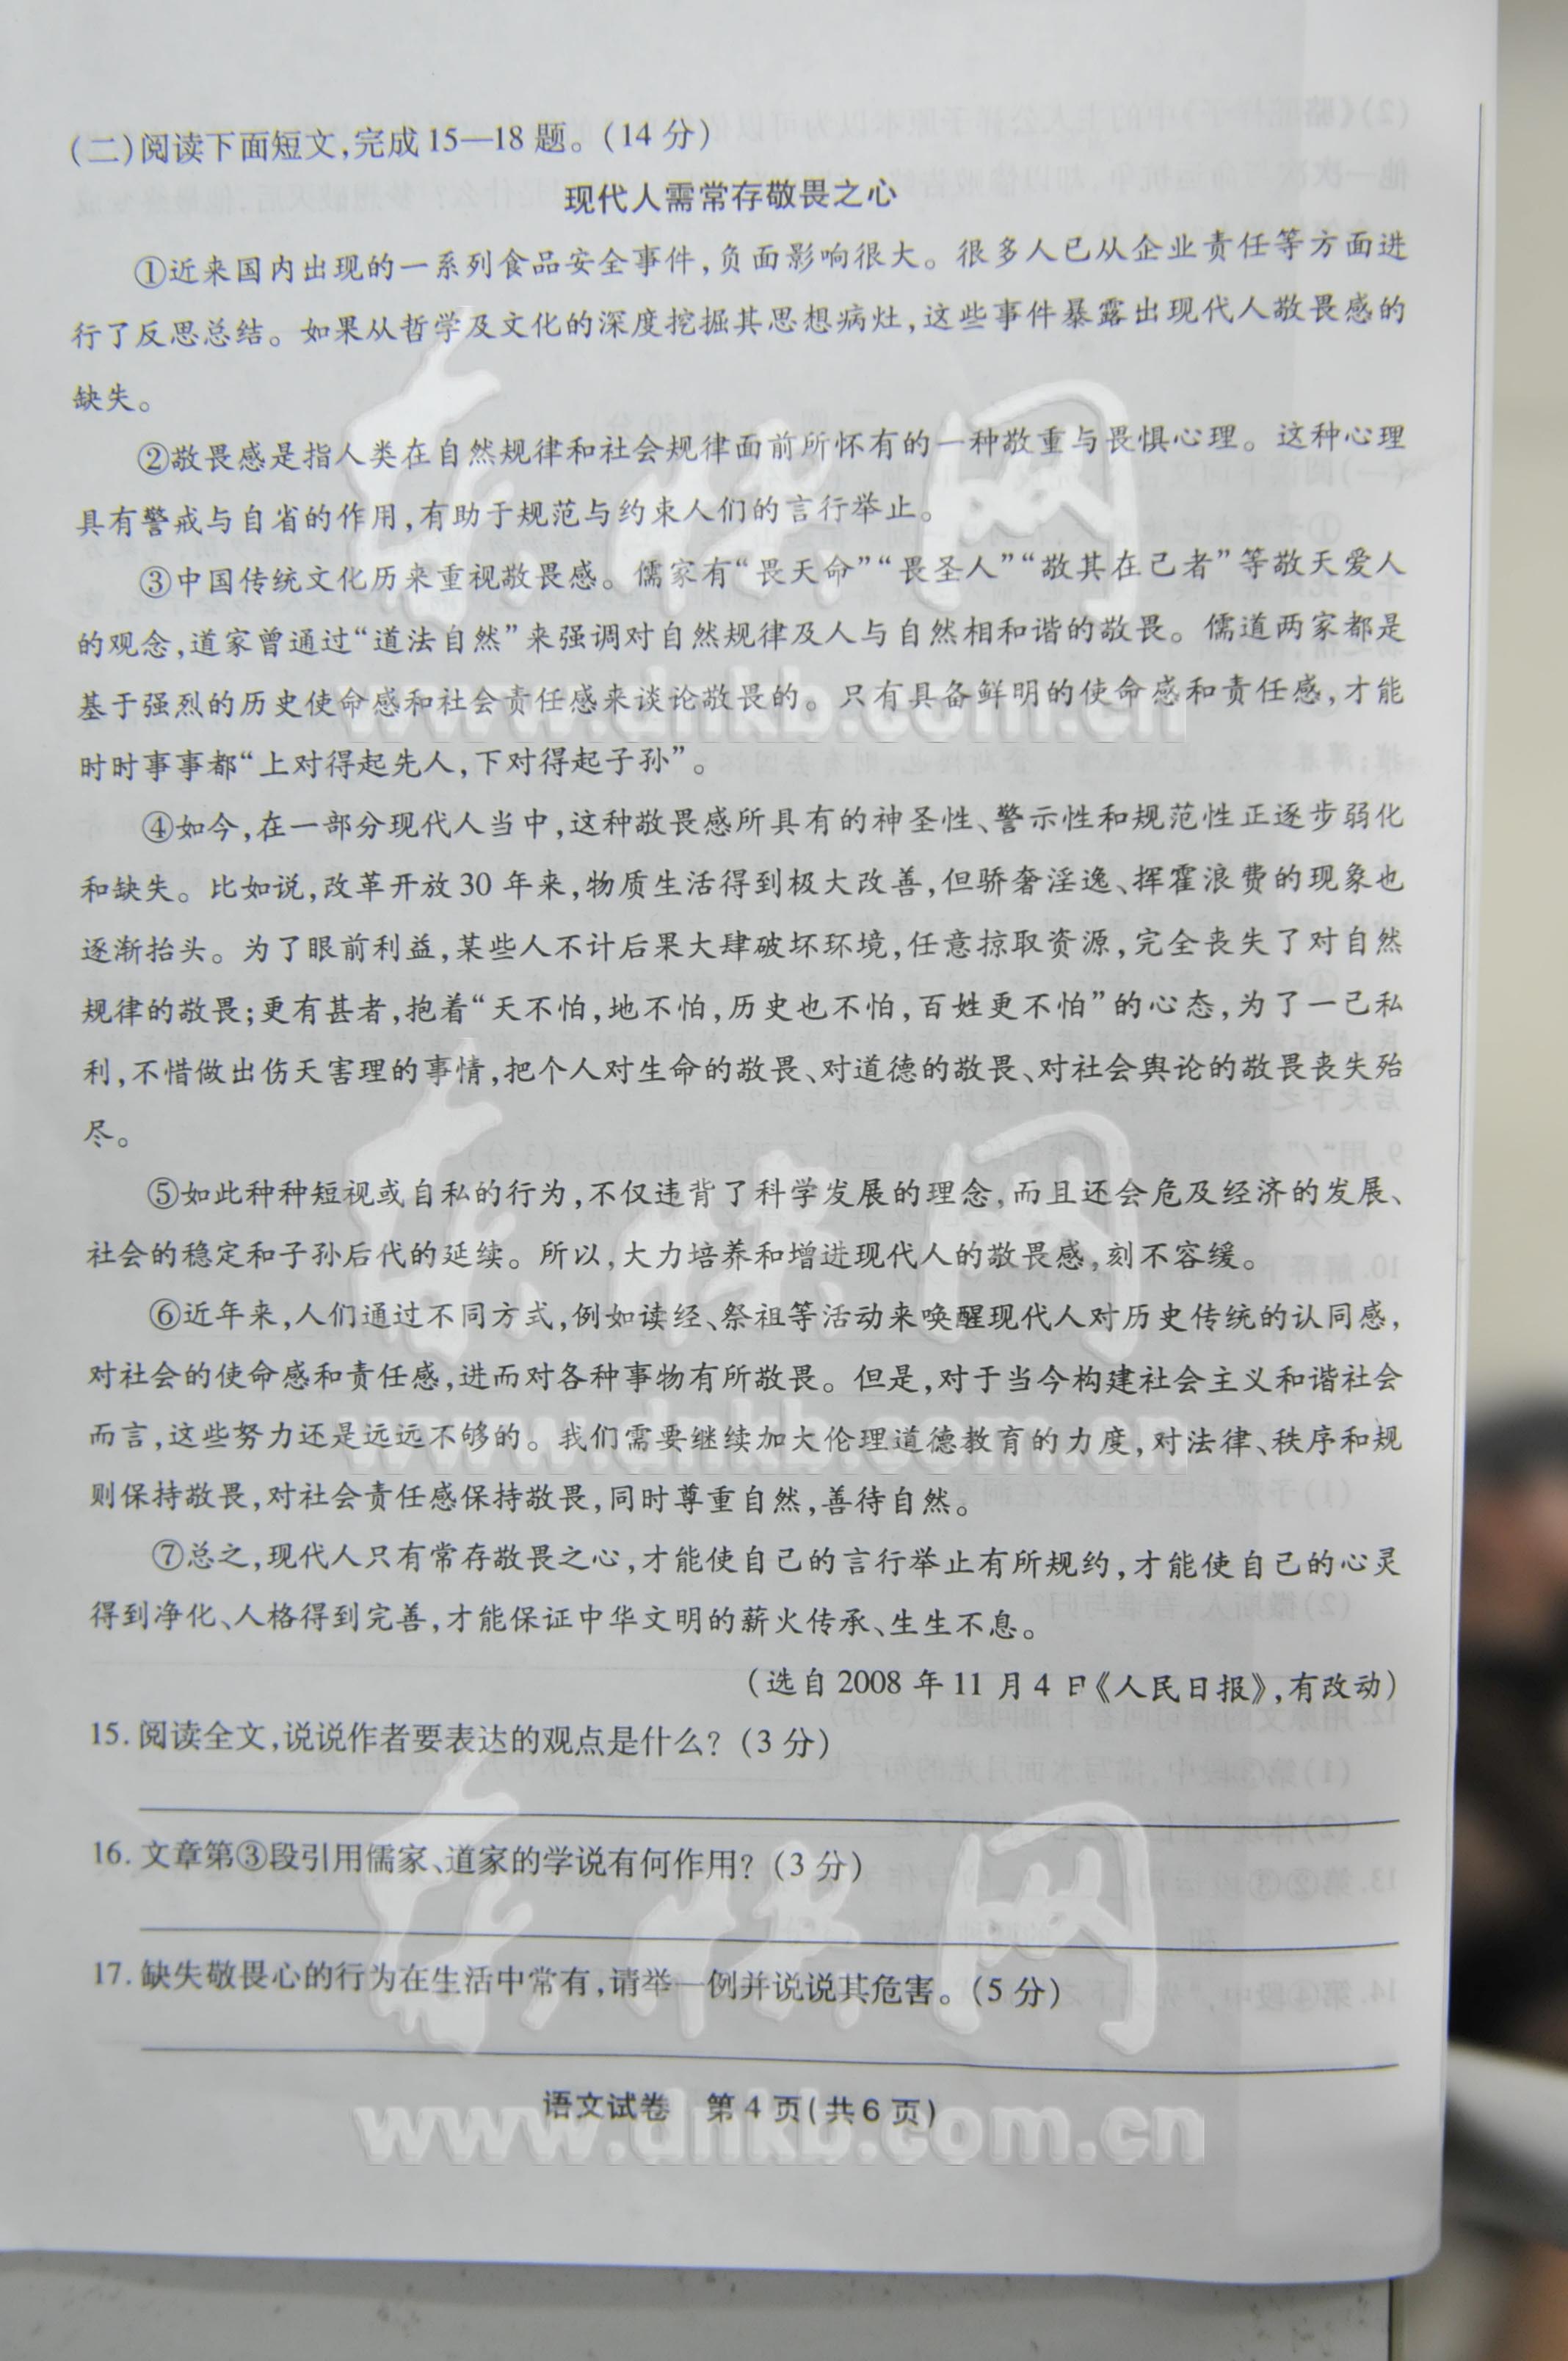 (二)阅读下面短文,完成15—18题。(14分)
现代人需常存敬畏之心
①近来国内出现的一系列食品安全事件,负面影响很大。很多人已从企业责任等方面进
行了反思总结。如果从哲学及文化的深度挖掘其思想病灶,这些事件暴露出现代人敬畏感的
缺失。
②敬畏感是指人类在自然规律和社会规律面前所怀有的一种敬重与畏惧心理。这种心理
具有警戒与自省的作用,有助于规范与约束人们的言行举止。
③中国传统文化历来重视敬畏感。儒家有“畏天命”“畏圣人”“敬其在己者”等敬天爱人
的观念,道家曾通过“道法自然”来强调对自然规律及人与自然相和谐的敬畏。儒道两家都是
基于强烈的历史使命感和社会责任感来谈论敬畏的。只有具备鲜明的使命感和责任感,才能
时时事事都“上对得起先人,下对得起子孙”。
④如今,在一部分现代人当中,这种敬畏感所具有的神圣性、警示性和规范性正逐步弱化
和缺失。比如说,改革开放30年来,物质生活得到极大改善,但骄奢淫逸、挥霍浪费的现象也
逐渐抬头。为了眼前利益,某些人不计后果大肆破坏环境,任意掠取资源,完全丧失了对自然
规律的敬畏;更有甚者,抱着“天不怕,地不怕,历史也不怕,百姓更不怕”的心态,为了一己私
利,不惜做出伤天害理的事情,把个人对生命的敬畏、对道德的敬畏、对社会舆论的敬畏丧失殆
尽。
⑤如此种种短视或自私的行为,不仅违背了科学发展的理念,而且还会危及经济的发展、
社会的稳定和子孙后代的延续。所以,大力培养和增进现代人的敬畏感,刻不容缓。
⑥近年来,人们通过不同方式,例如读经、祭祖等活动来唤醒现代人对历史传统的认同感,
对社会的使命感和责任感,进而对各种事物有所敬畏。但是,对于当今构建社会主义和谐社会
而言,这些努力还是远远不够的。我们需要继续加大伦理道德教育的力度,对法律、秩序和规
则保持敬畏,对社会责任感保持敬畏,同时尊重自然,善待自然。
⑦总之,现代人只有常存敬畏之心,才能使自己的言行举止有所规约,才能使自己的心灵
得到净化、人格得到完善,才能保证中华文明的薪火传承、生生不息。
(选自2008年11月4日《人民日报》,有改动)
15.阅读全文,说说作者要表达的观点是什么?(3分)
16.文章第③段引用儒家、道家的学说有何作用?(3分)
17.缺失敬畏心的行为在生活中常有,请举一例并说说其危害。(5分)
语文试卷 第4页(共6页)
www.dnkb.com.cn